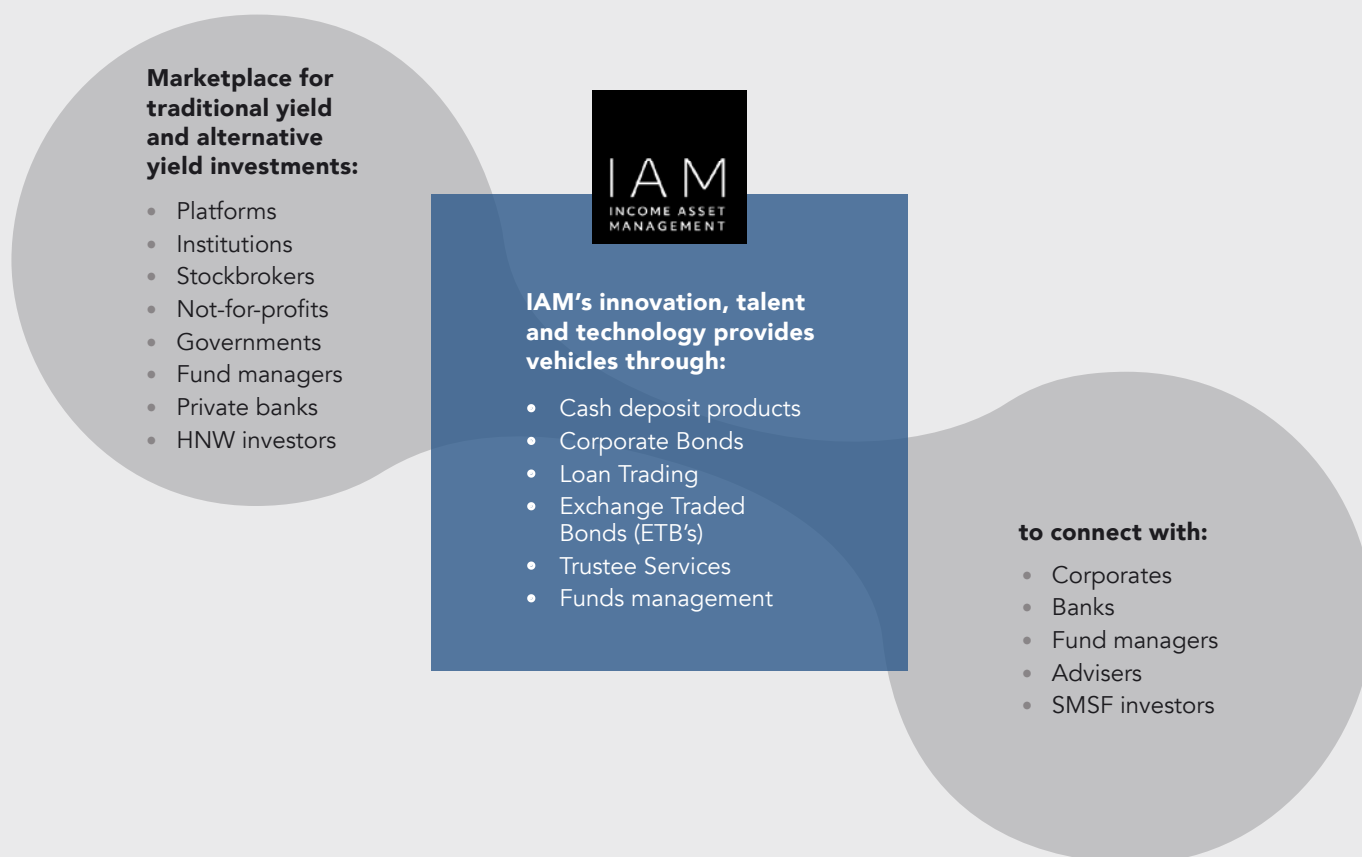 Marketplace for
traditional yield
and alternative
yield investments:
• Platforms
• Institutions
• Stockbrokers
• Not-for-profits
• Governments
• Fund managers
• Private banks
• HNW investors
IAM
INCOME ASSET
MANAGEMENT
IAM’s innovation, talent
and technology provides
vehicles through:
• Cash deposit products
• Corporate Bonds
• Loan Trading
• Exchange Traded
Bonds (ETB’s)
• Trustee Services
• Funds management
to connect with:
• Corporates
• Banks
• Fund managers
• Advisers
• SMSF investors